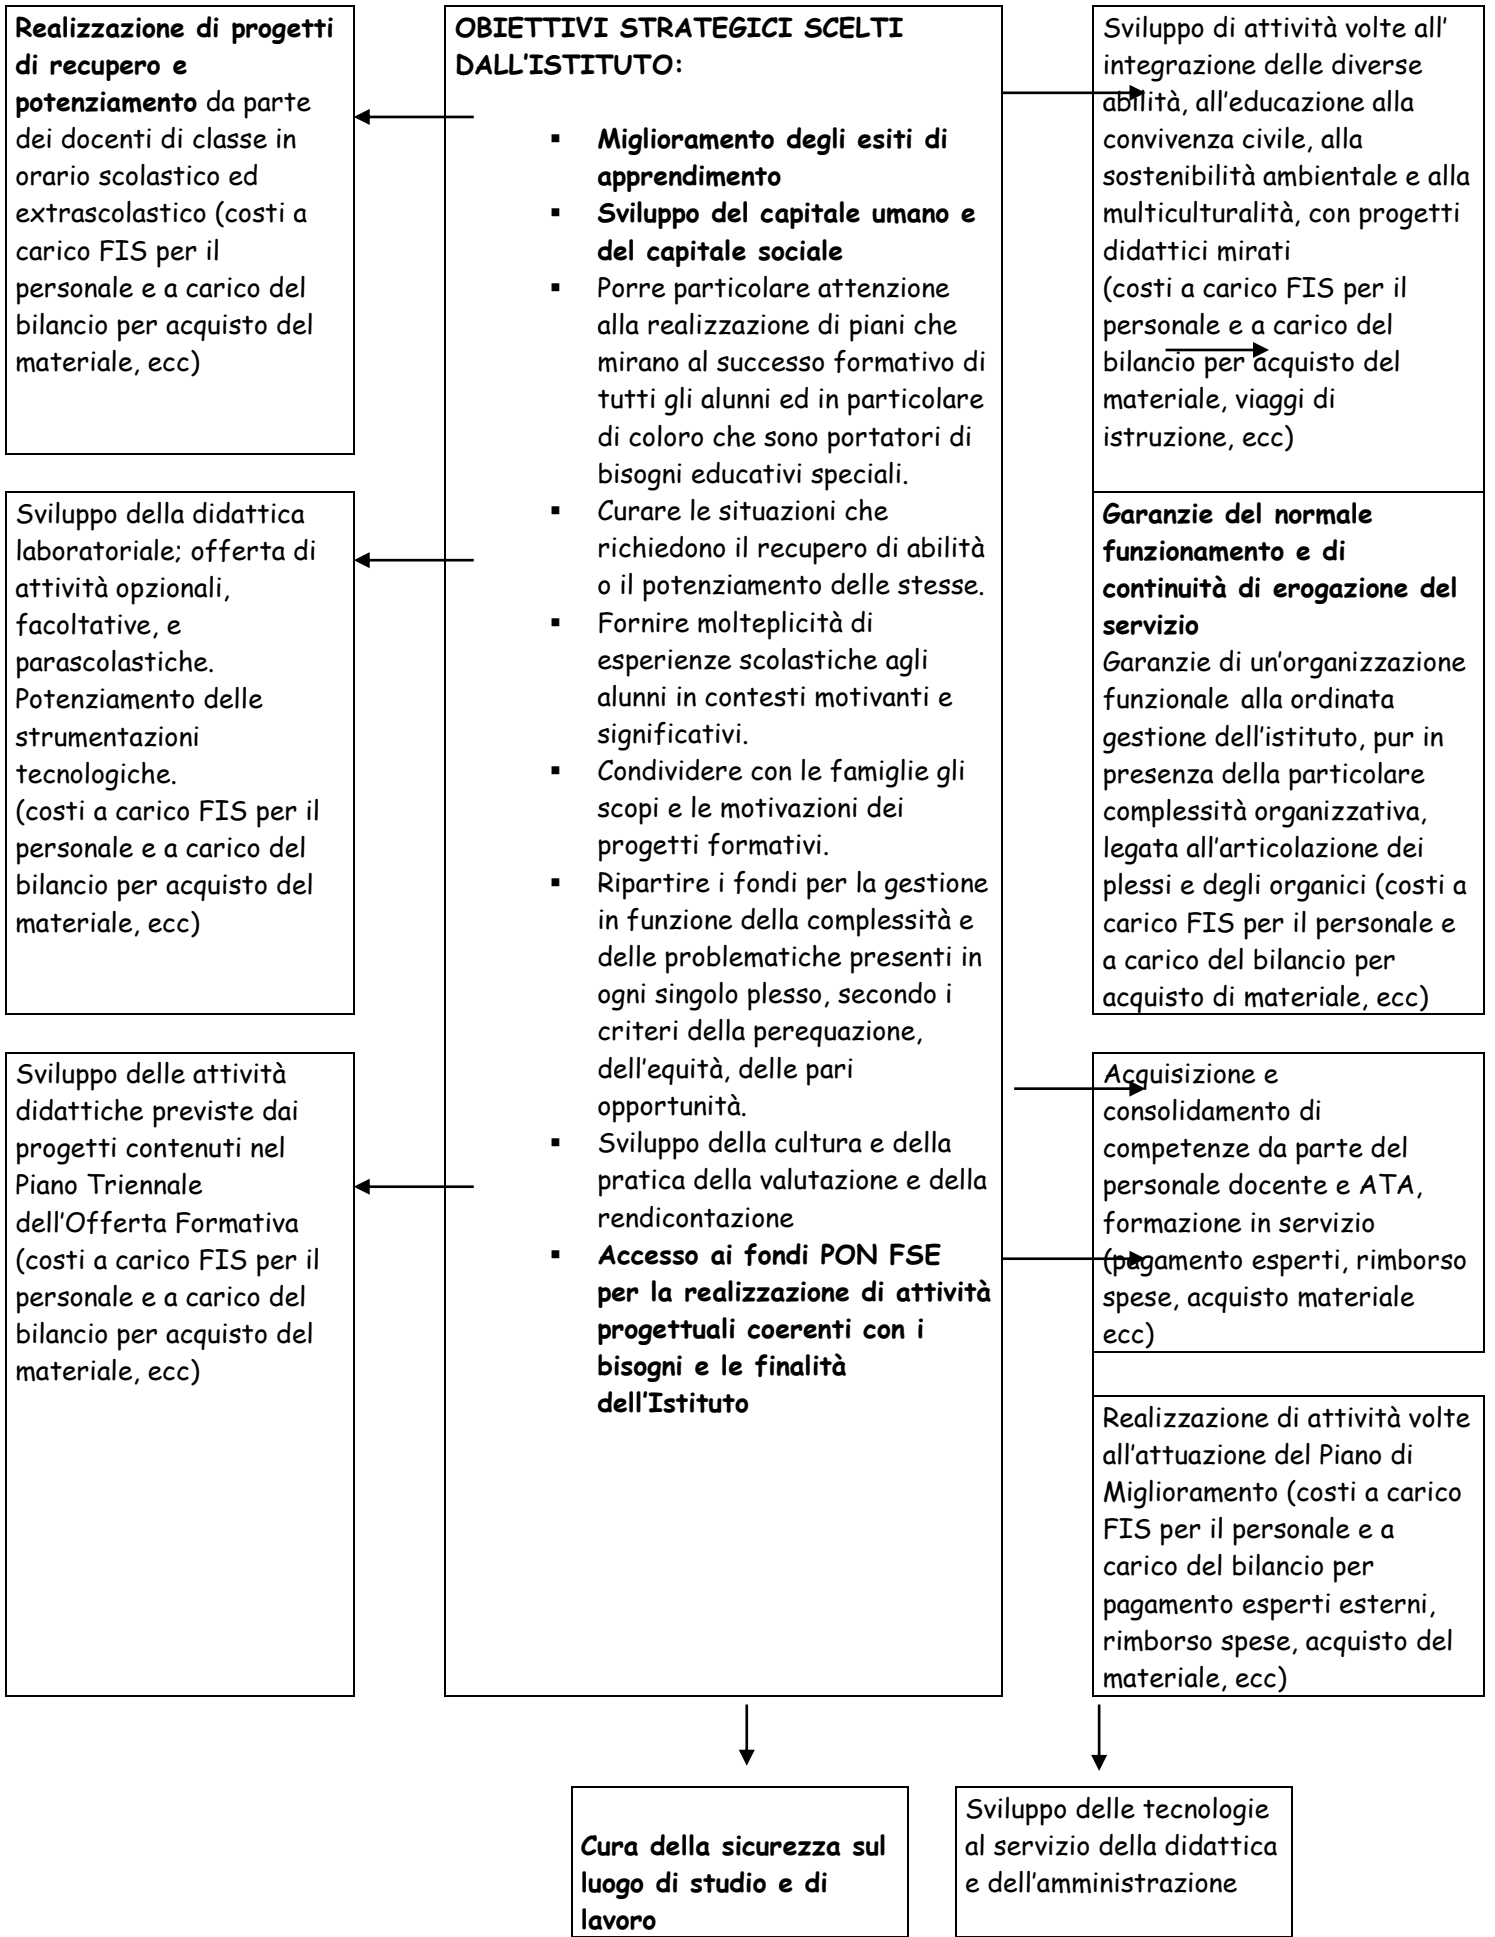 Realizzazione di progetti
di recupero e
potenziamento da parte
dei docenti di classe in
orario scolastico ed
extrascolastico (costi a
carico FIS per il
personale e a carico del
bilancio per acquisto del
materiale, ecc)
Sviluppo della didattica
laboratoriale; offerta di
attività opzionali,
facoltative, e
parascolastiche.
Potenziamento delle
strumentazioni
tecnologiche.
(costi a carico FIS per il
personale e a carico del
bilancio per acquisto del
materiale, ecc)
Sviluppo delle attività
didattiche previste dai
progetti contenuti nel
Piano Triennale
dell'Offerta Formativa
(costi a carico FIS per il
personale e a carico del
bilancio per acquisto del
materiale, ecc)
OBIETTIVI STRATEGICI SCELTI
DALL'ISTITUTO:
▪ Miglioramento degli esiti di
apprendimento
▪ Sviluppo del capitale umano e
del capitale sociale
▪ Porre particolare attenzione
alla realizzazione di piani che
mirano al successo formativo di
tutti gli alunni ed in particolare
di coloro che sono portatori di
bisogni educativi speciali.
▪ Curare le situazioni che
richiedono il recupero di abilità
o il potenziamento delle stesse.
▪ Fornire molteplicità di
esperienze scolastiche agli
alunni in contesti motivanti e
significativi.
▪ Condividere con le famiglie gli
scopi e le motivazioni dei
progetti formativi.
▪ Ripartire i fondi per la gestione
in funzione della complessità e
delle problematiche presenti in
ogni singolo plesso, secondo i
criteri della perequazione,
dell'equità, delle pari
opportunità.
▪ Sviluppo della cultura e della
pratica della valutazione e della
rendicontazione
▪ Accesso ai fondi PON FSE
per la realizzazione di attività
progettuali coerenti con i
bisogni e le finalità
dell'Istituto
Sviluppo di attività volte all'
integrazione delle diverse
abilità, all'educazione alla
convivenza civile, alla
sostenibilità ambientale e alla
multiculturalità, con progetti
didattici mirati
(costi a carico FIS per il
personale e a carico del
bilancio per acquisto del
materiale, viaggi di
istruzione, ecc)
Garanzie del normale
funzionamento e di
continuità di erogazione del
servizio
Garanzie di un'organizzazione
funzionale alla ordinata
gestione dell'istituto, pur in
presenza della particolare
complessità organizzativa,
legata all'articolazione dei
plessi e degli organici (costi a
carico FIS per il personale e
a carico del bilancio per
acquisto di materiale, ecc)
Acquisizione e
consolidamento di
competenze da parte del
personale docente e ATA,
formazione in servizio
(pagamento esperti, rimborso
spese, acquisto materiale
ecc)
Realizzazione di attività volte
all'attuazione del Piano di
Miglioramento (costi a carico
FIS per il personale e a
carico del bilancio per
pagamento esperti esterni,
rimborso spese, acquisto del
materiale, ecc)
Cura della sicurezza sul
luogo di studio e di
lavoro
Sviluppo delle tecnologie
al servizio della didattica
e dell'amministrazione